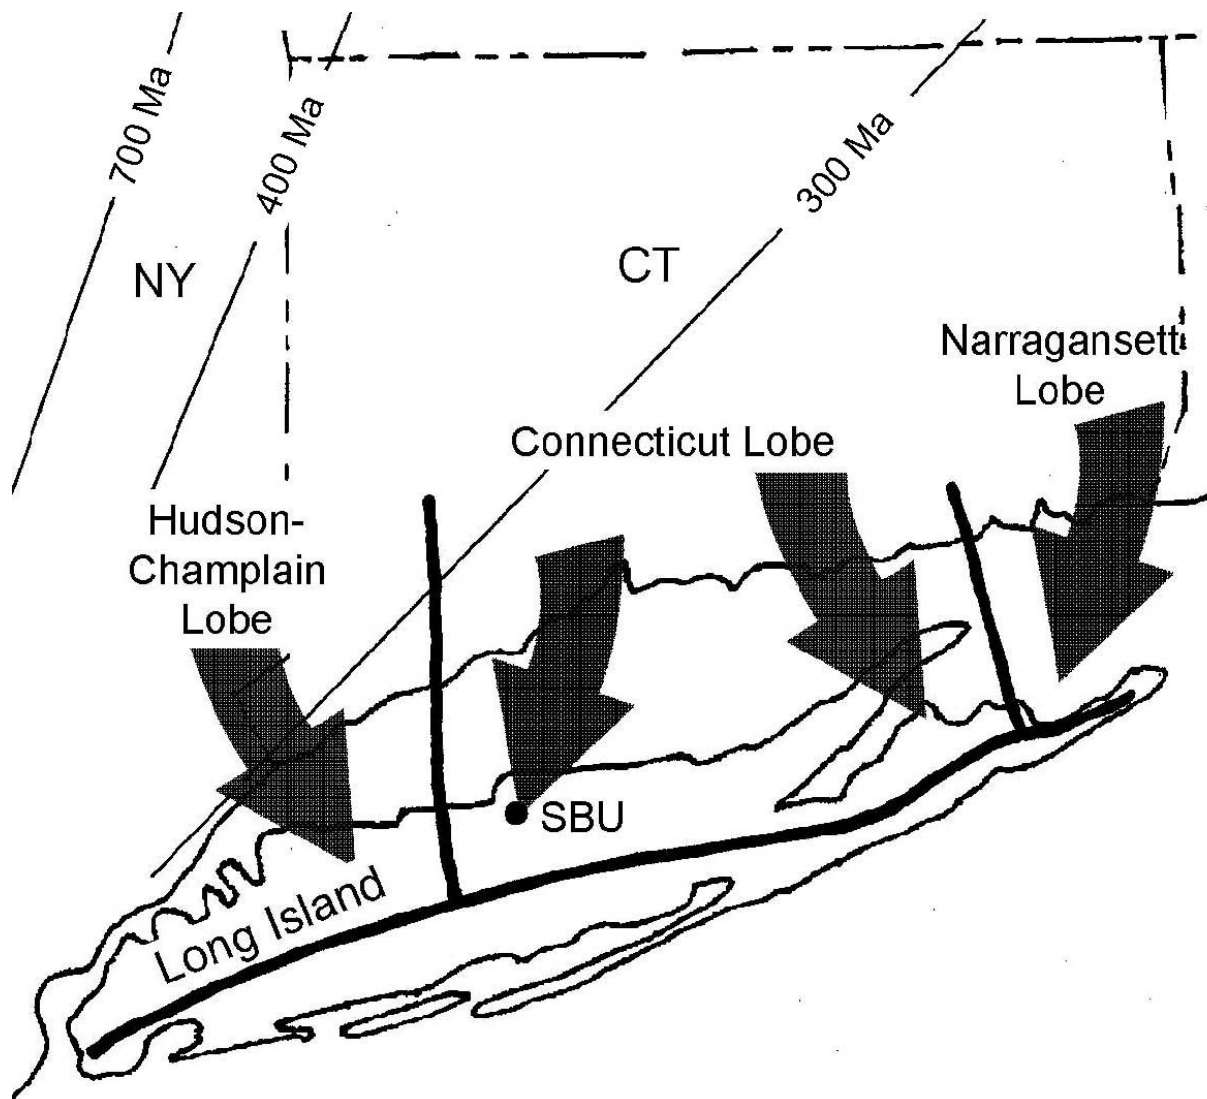 700 Ma
400 Ma
300 Ma
NY
CT
Narragansett
Lobe
Connecticut Lobe
Hudson-
Champlain
Lobe
SBU
Long Island